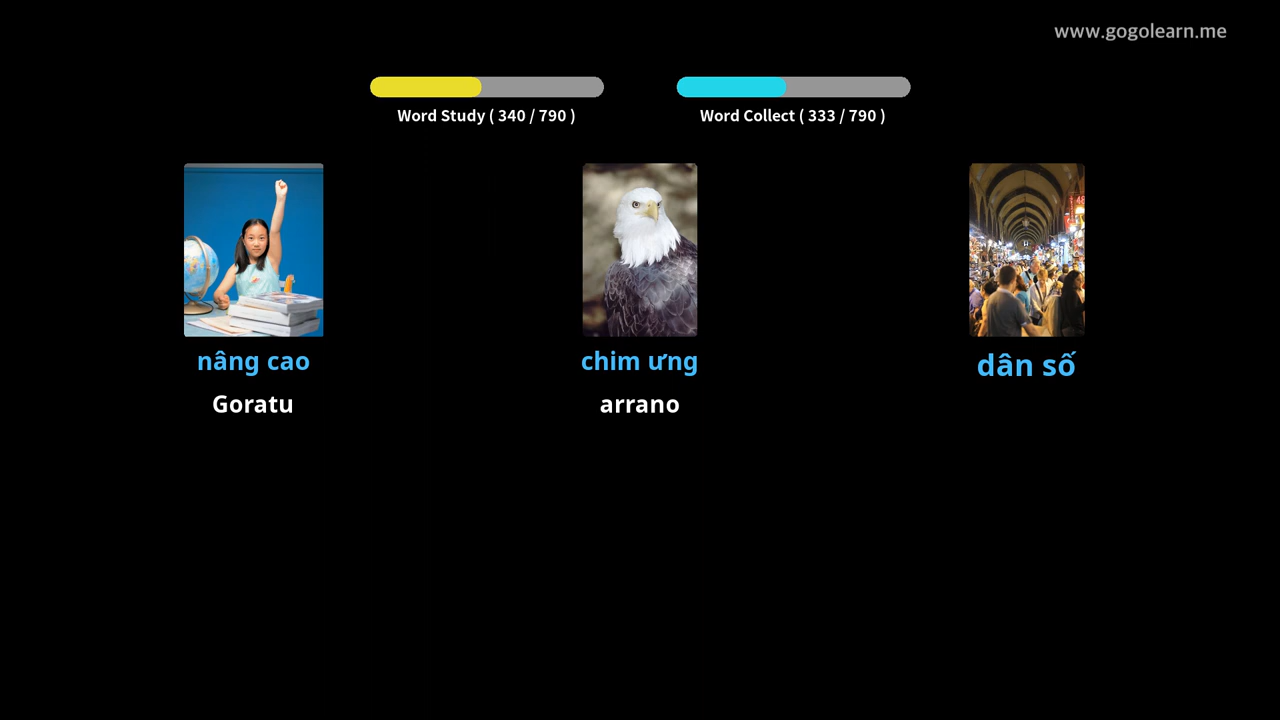 www.gogolearn.me
Word Study ( 340 / 790 )
Word Collect ( 333 / 790 )
nâng cao
chim ưng
dân số
Goratu
arrano